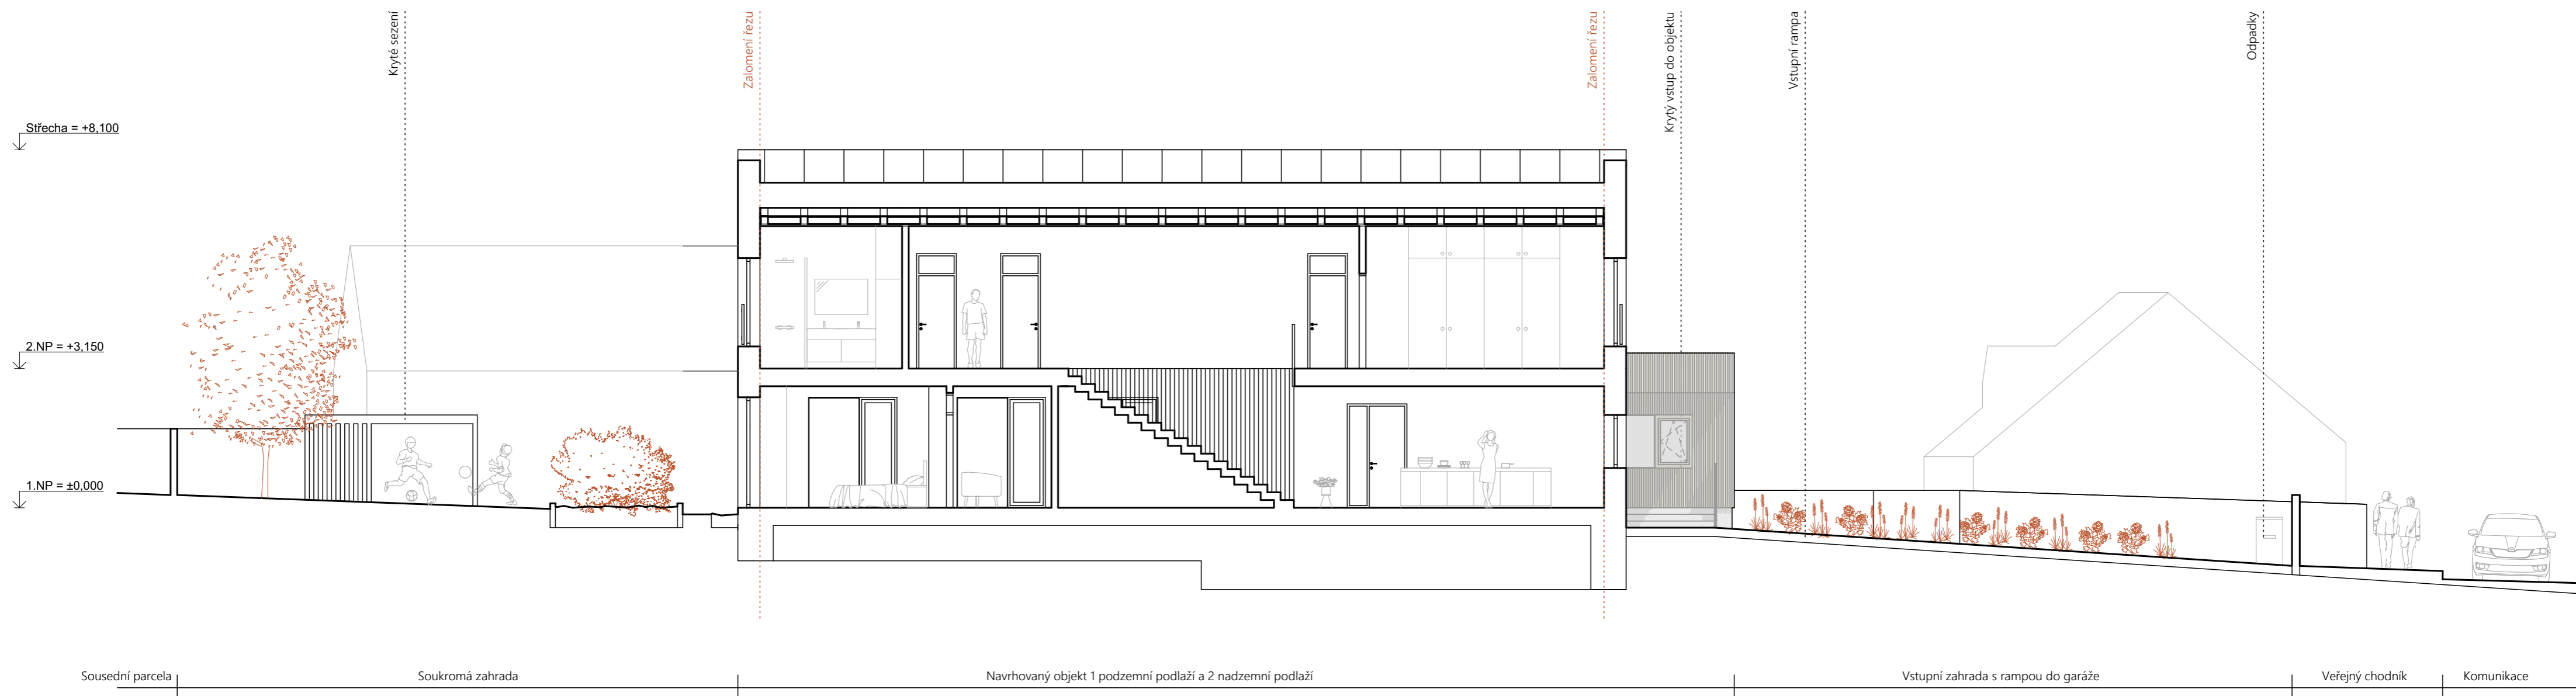 Kryté sezení
Zalomení řezu
Zalomení řezu
Krytý vstup do objektu
Vstupní rampa
Odpadky
Střecha = +8,100
2.NP = +3,150
1.NP = ±0,000
Sousední parcela
Soukromá zahrada
Navrhovaný objekt 1 podzemní podlaží a 2 nadzemní podlaží
Vstupní zahrada s rampou do garáže
Veřejný chodník
Komunikace